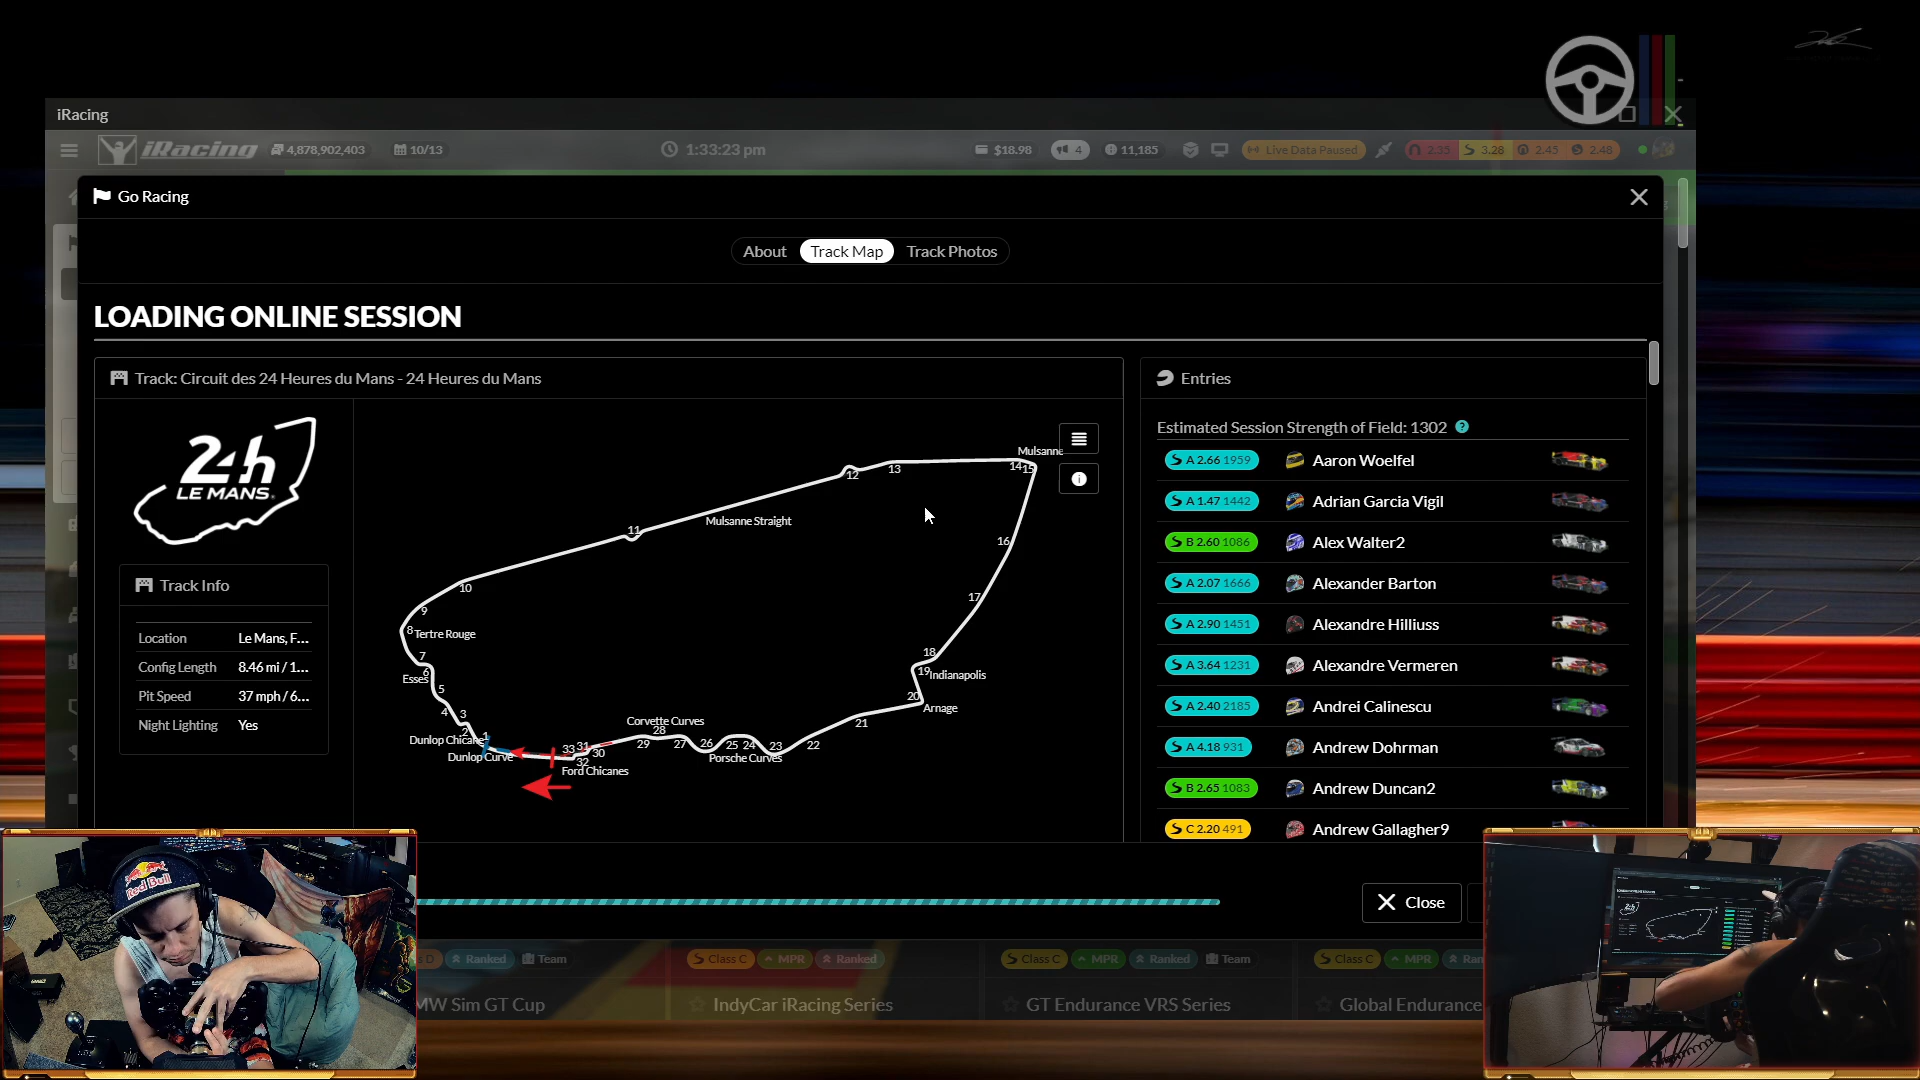 iRacing
iRacing 4,878,902,403 10/13 1:33:23 pm $18.98 4 11,185 Live Data Paused 2.35 3.28 2.45 2.48
Go Racing
About Track Map Track Photos
LOADING ONLINE SESSION
Track: Circuit des 24 Heures du Mans - 24 Heures du Mans
Entries
24h
LE MANS
Estimated Session Strength of Field: 1302
Track Info
Location Le Mans, F...
Config Length 8.46 mi / 1...
Pit Speed 37 mph / 6...
Night Lighting Yes
Mulsanne
14 15
13
12
Mulsanne Straight
11
16
10
17
9
8 Tertre Rouge
7
6
Esses
18
19 Indianapolis
5
20
Arnage
4 3
Corvette Curves
21
28
2 1
Dunlop Chicane
29 27 26 25 24 23 22
33 31
30
32
Dunlop Curve
Porsche Curves
Ford Chicanes
A 2.66 1959 Aaron Woelfel
A 1.47 1442 Adrian Garcia Vigil
B 2.60 1086 Alex Walter2
A 2.07 1666 Alexander Barton
A 2.90 1451 Alexandre Hilliuss
A 3.64 1231 Alexandre Vermeren
A 2.40 2185 Andrei Calinescu
A 4.18 931 Andrew Dohrman
B 2.65 1083 Andrew Duncan2
C 2.20 491 Andrew Gallagher9
Close
Red Bull
D Ranked Team
Class C MPR Ranked
Class C MPR Ranked Team
Class C MPR Ran
MW Sim GT Cup
IndyCar iRacing Series
GT Endurance VRS Series
Global Endurance